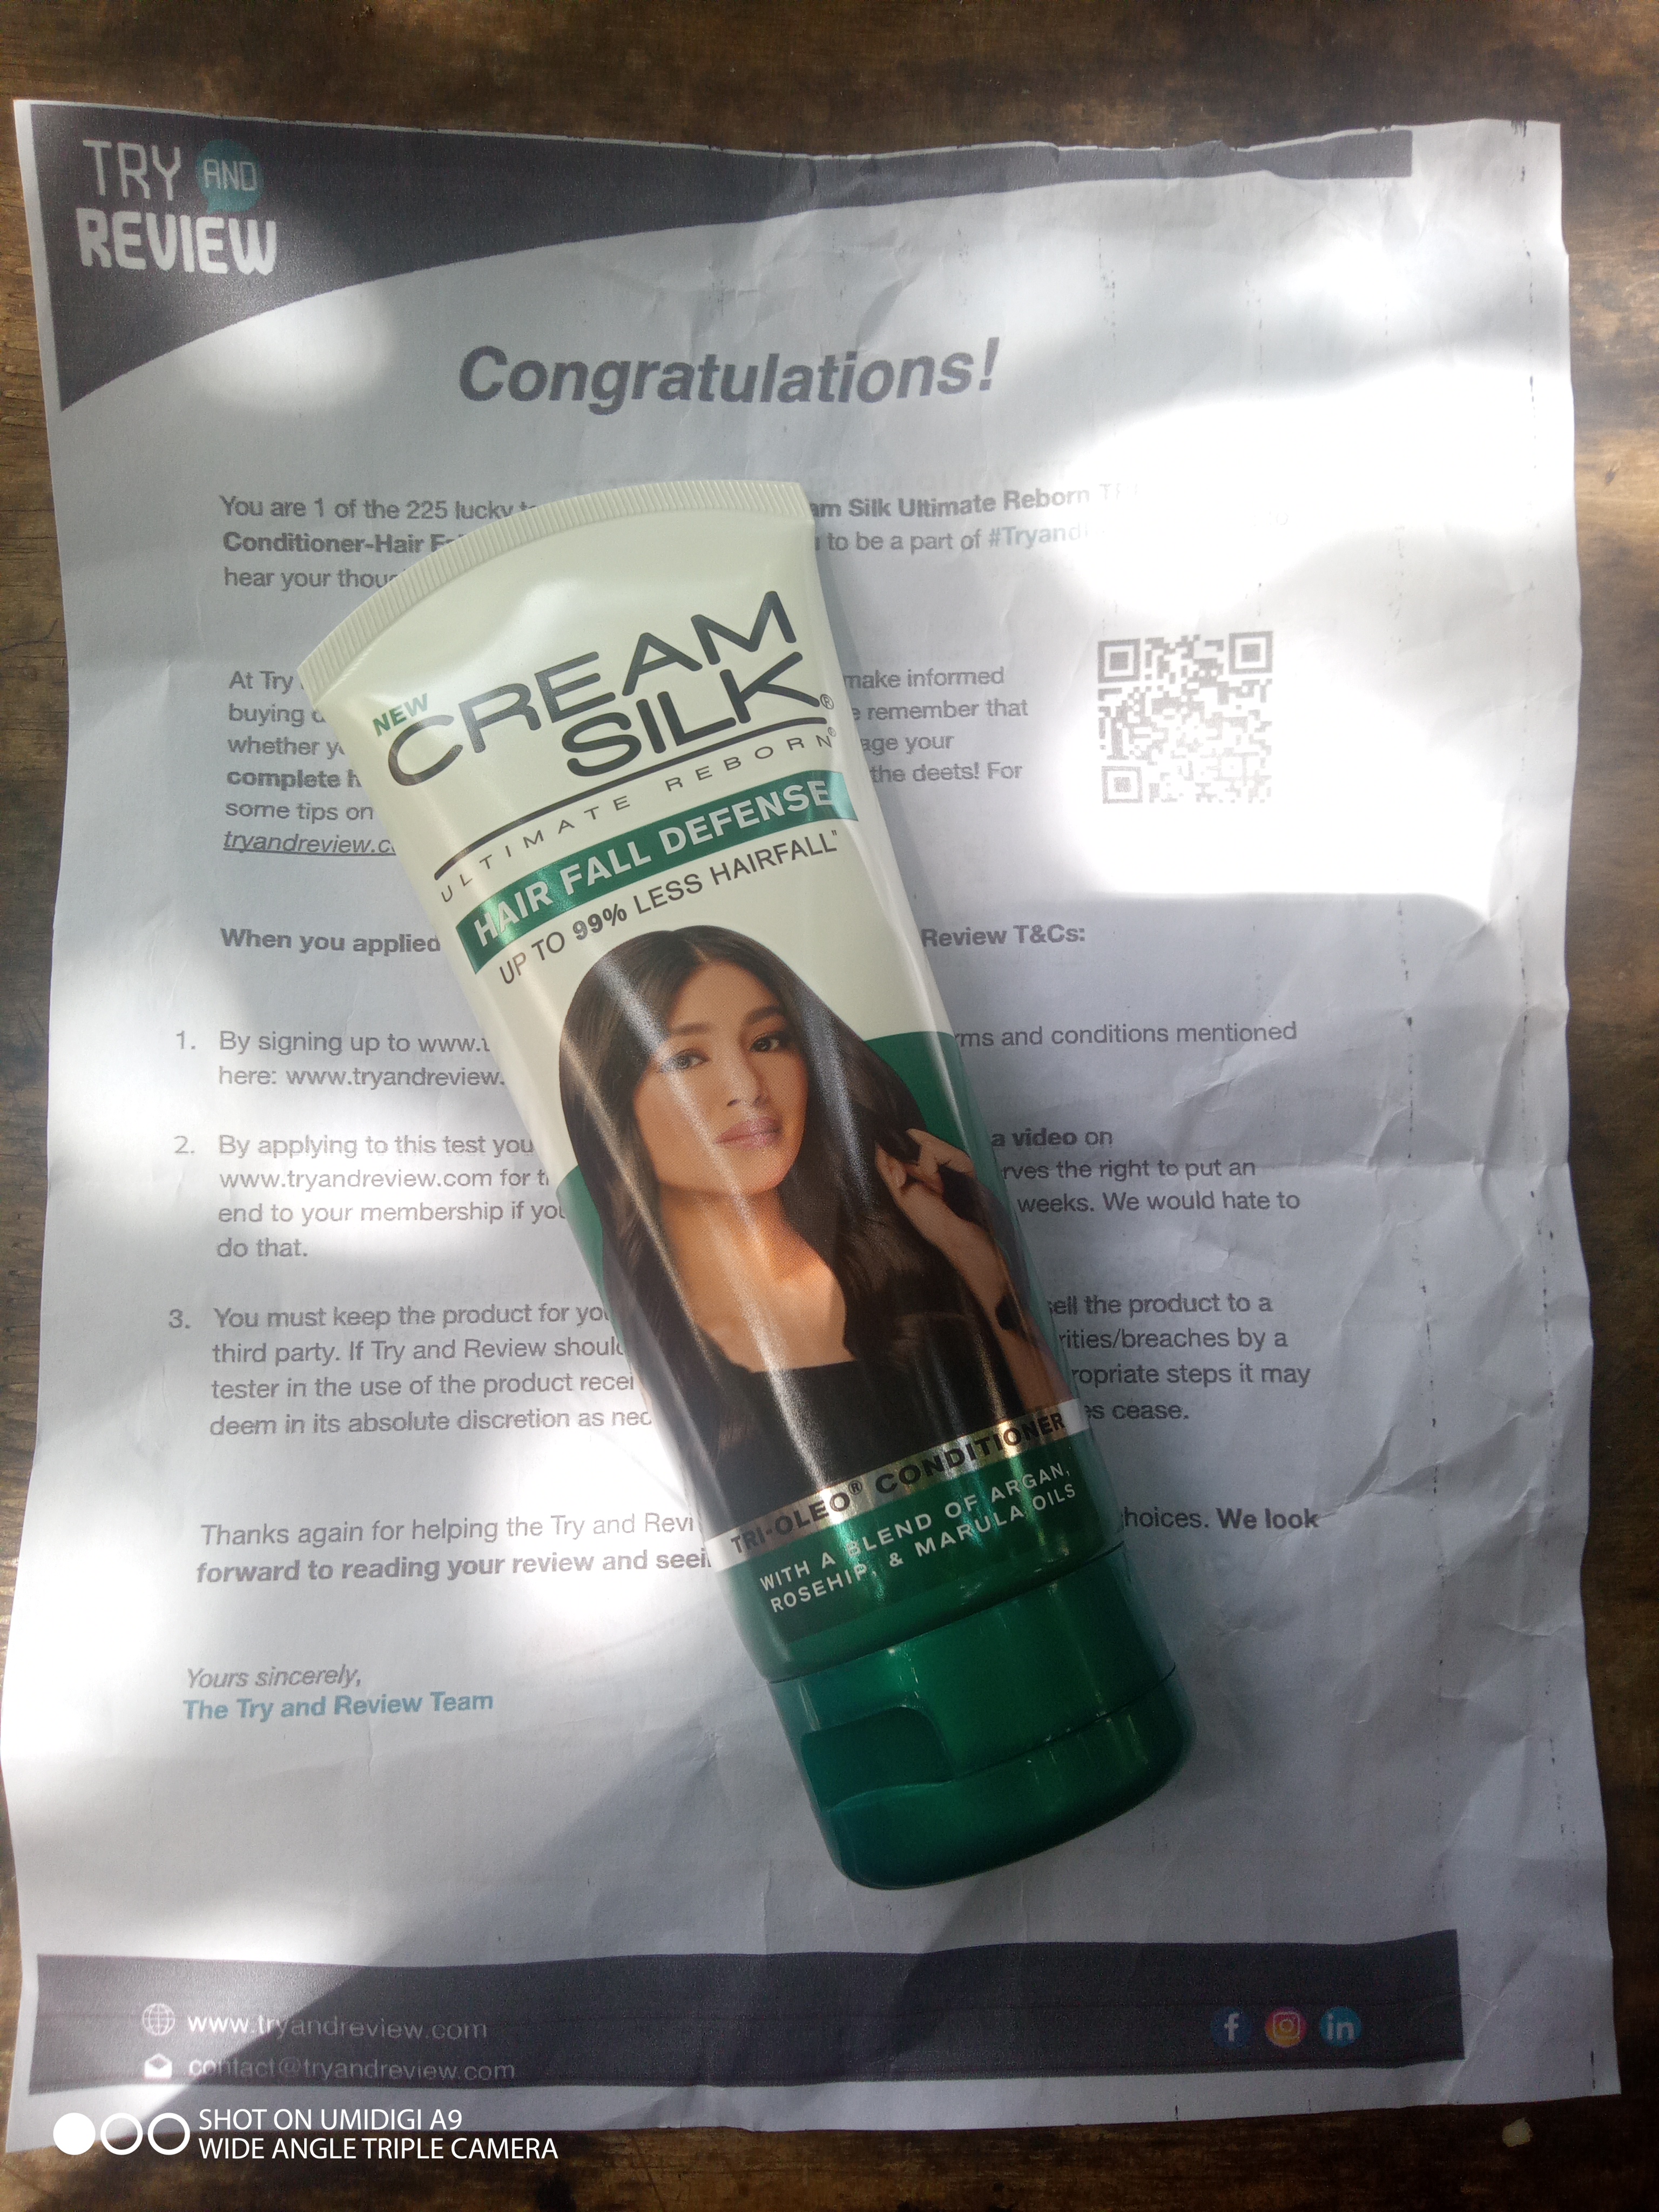 TRY AND
REVIEW
Congratulations!
You are 1 of the 225 lucky
am Silk Ultimate Reborn
Conditioner-Hair
to be a part of #Tryand
hear your
At Try
make informed
buying
remember that
whether
age your
complete
the deets! For
some tips on
tryandreview.c
When you applied
Review T&Cs:
1. By signing up to www.
rms and conditions mentioned
here: www.tryandreview.
2. By applying to this test you
a video on
www.tryandreview.com for
rves the right to put an
end to your membership if
weeks. We would hate to
do that.
3. You must keep the product for
sell the product to a
third party. If Try and Review
rities/breaches by a
tester in the use of the product
ropriate steps it may
deem in its absolute discretion as
cease.
Thanks again for helping the Try and
hoices. We look
forward to reading your review and
Yours sincerely,
The Try and Review Team
www.tryandreview.com
contact@tryandreview.com
f in
NEW
CREAM
SILK®
ULTIMATE REBORN®
HAIR FALL DEFENSE
UP TO 99% LESS HAIRFALL
TRI-OLEO® CONDITIONER
WITH A BLEND OF ARGAN,
ROSEHIP, & MARULA OILS
SHOT ON UMIDIGI A9
WIDE ANGLE TRIPLE CAMERA